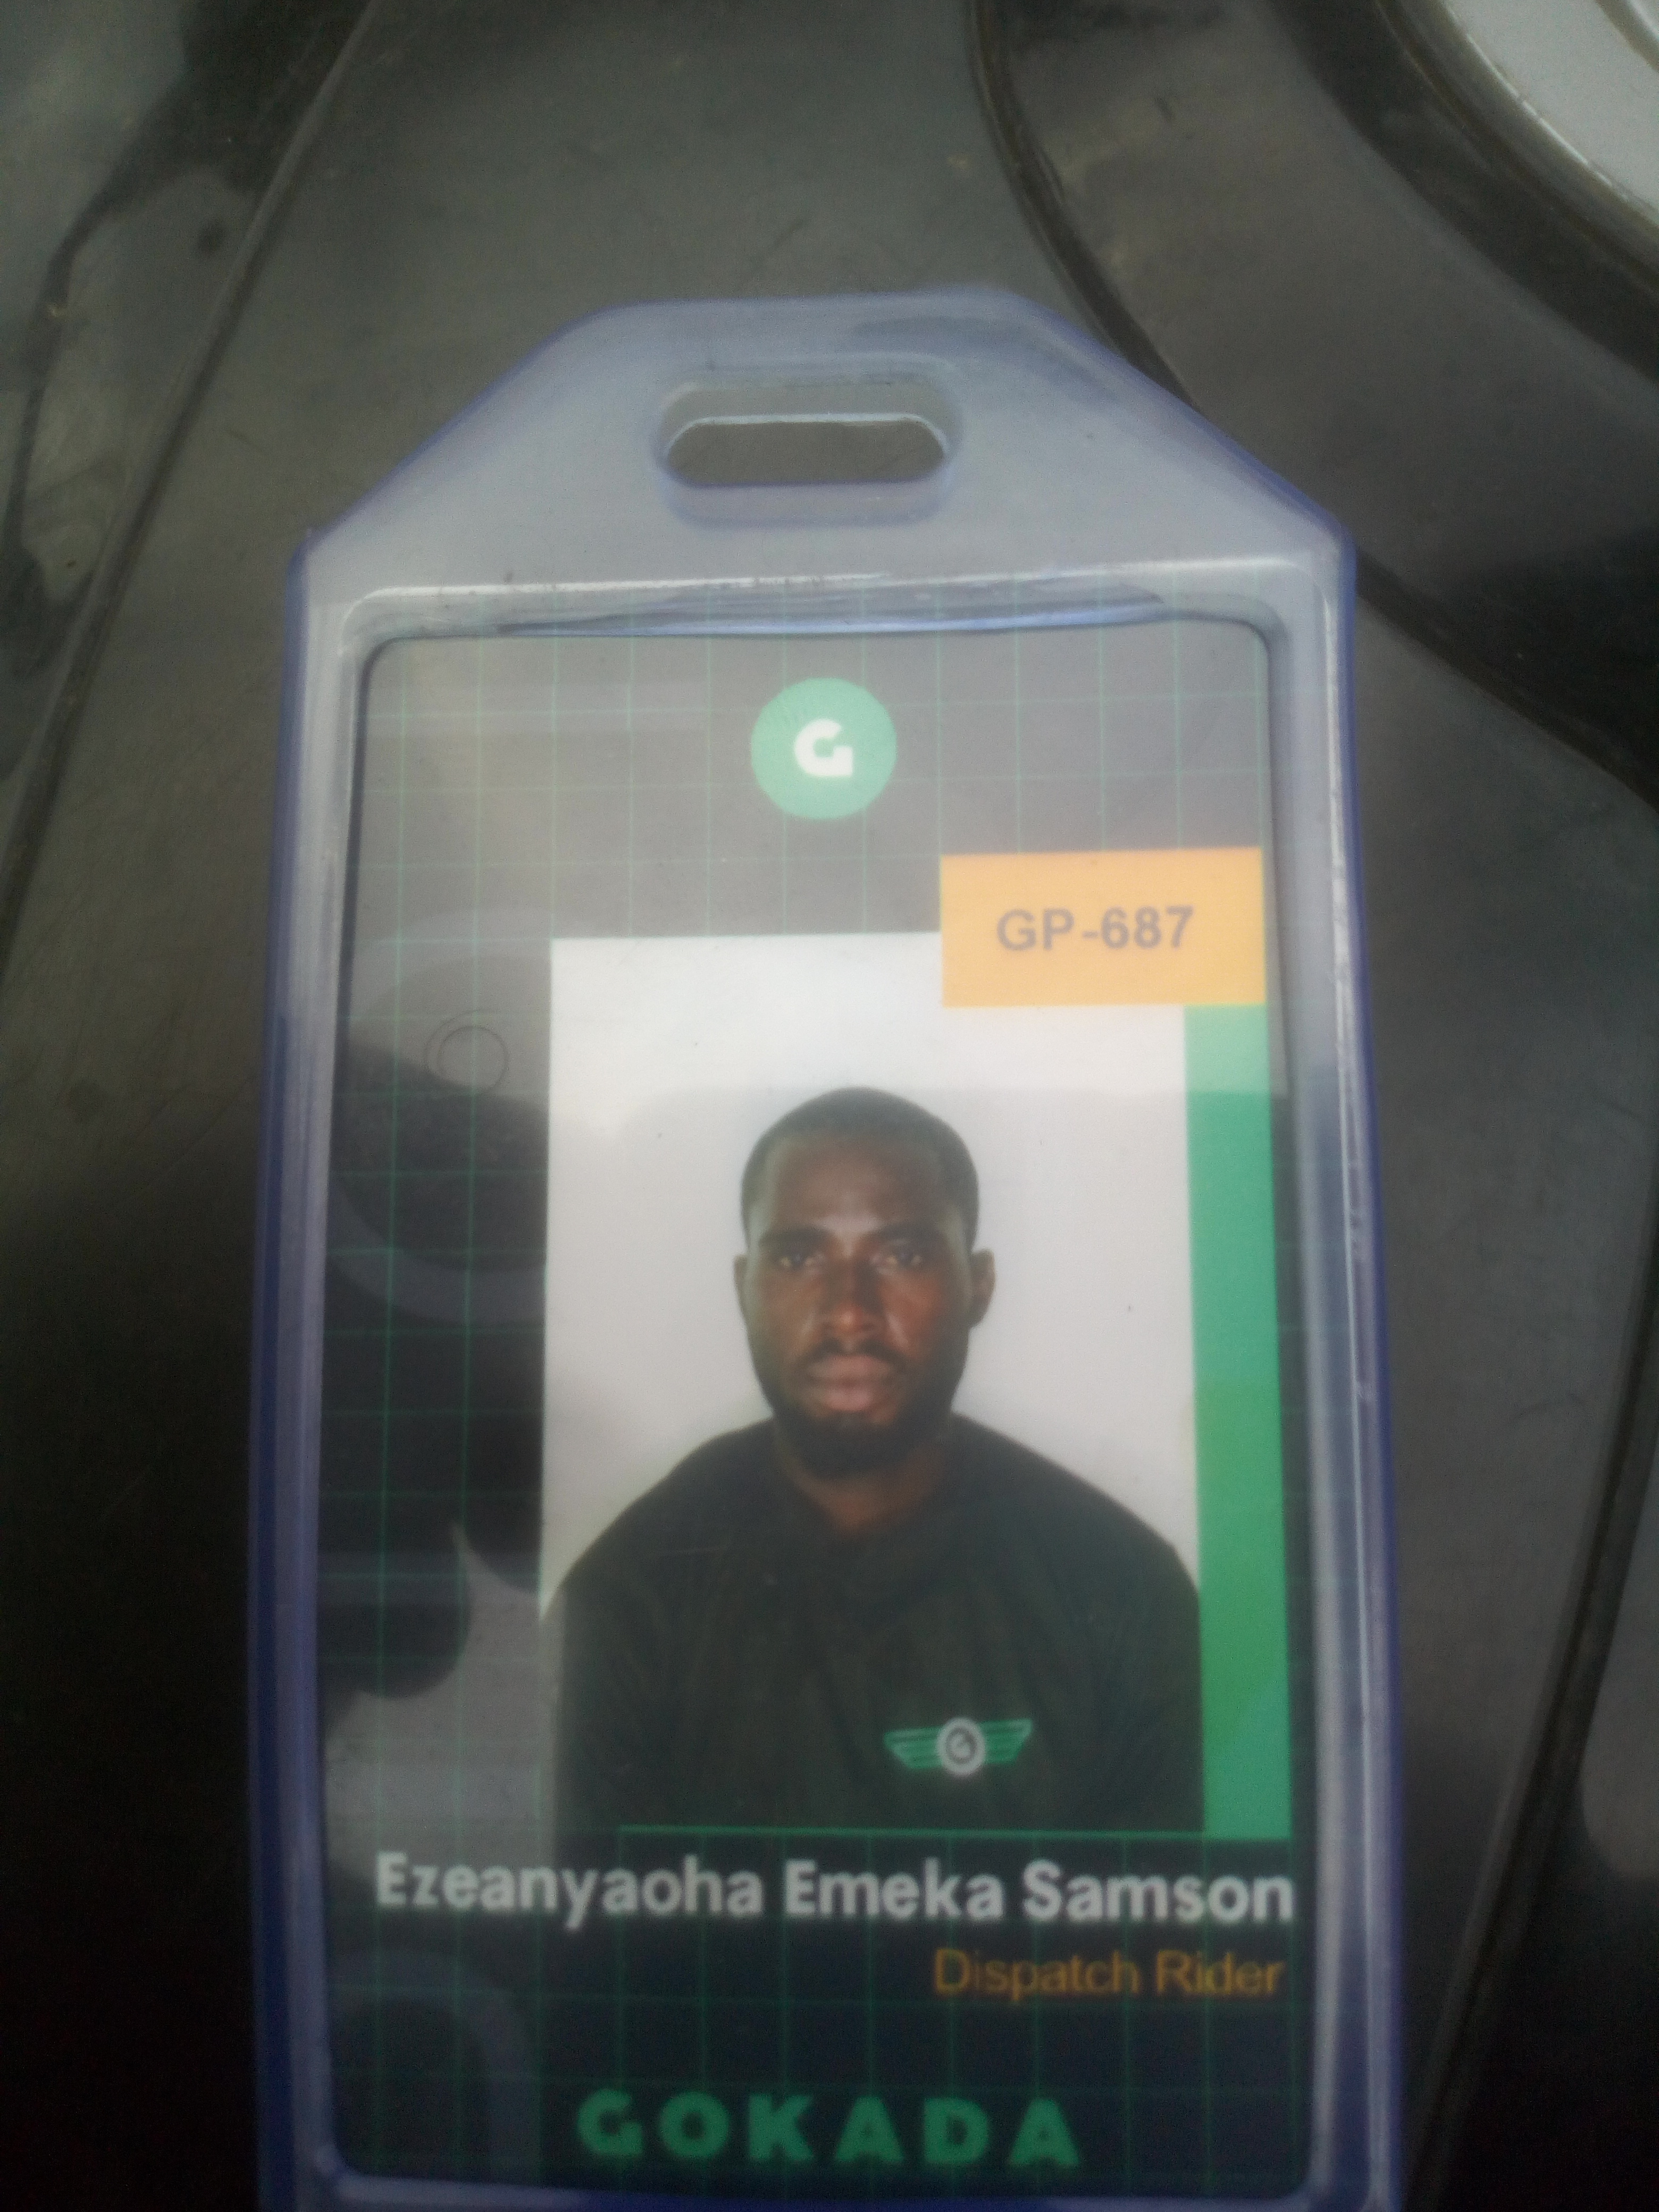 G
GP-687
G
Ezeanyaoha Emeka Samson
Dispatch Rider
GOKADA